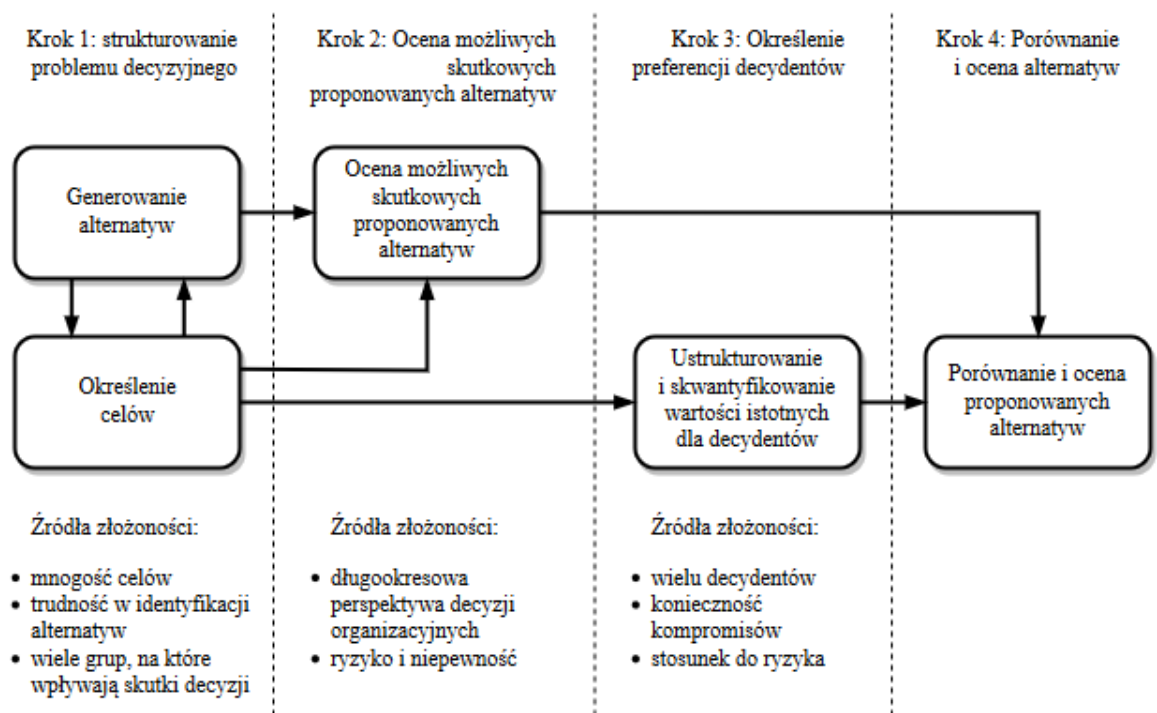 Krok 1: strukturowanie
problemu decyzyjnego
Krok 2: Ocena możliwych
skutkowych
proponowanych alternatyw
Krok 3: Określenie
preferencji decydentów
Krok 4: Porównanie
i ocena alternatyw
Generowanie
alternatyw
Ocena możliwych
skutkowych
proponowanych
alternatyw
Określenie
celów
Ustrukturowanie
i skwantyfikowanie
wartości istotnych
dla decydentów
Porównanie i ocena
proponowanych
alternatyw
Źródła złożoności:
• mnogość celów
• trudność w identyfikacji
alternatyw
• wiele grup, na które
wpływają skutki decyzji
Źródła złożoności:
• długookresowa
perspektywa decyzji
organizacyjnych
• ryzyko i niepewność
Źródła złożoności:
• wielu decydentów
• konieczność
kompromisów
• stosunek do ryzyka